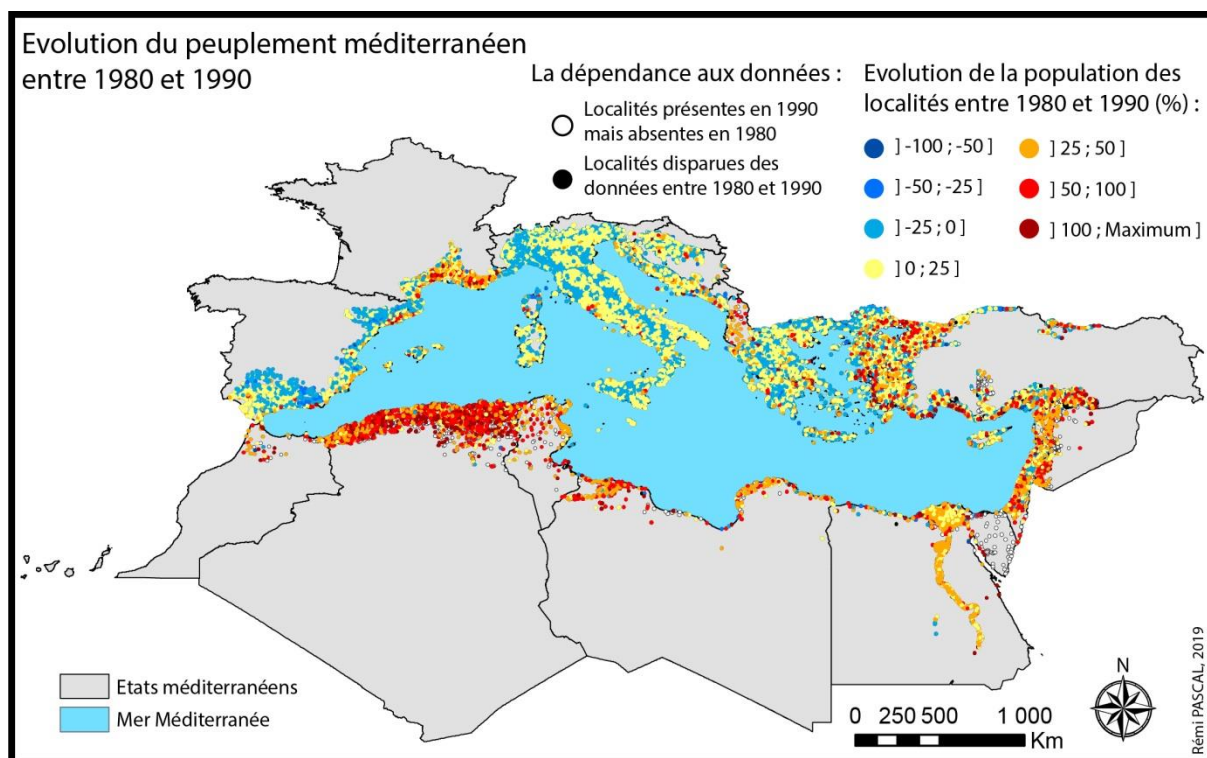 Evolution du peuplement méditerranéen
entre 1980 et 1990
La dépendance aux données :
Localités présentes en 1990
mais absentes en 1980
Localités disparues des
données entre 1980 et 1990
Evolution de la population des
localités entre 1980 et 1990 (%) :
] -100 ; -50 ]
] -50 ; -25 ]
] -25 ; 0 ]
] 0 ; 25 ]
] 25 ; 50 ]
] 50 ; 100 ]
] 100 ; Maximum ]
Etats méditerranéens
Mer Méditerranée
N
0 250 500 1 000
Km
Rémi PASCAL, 2019